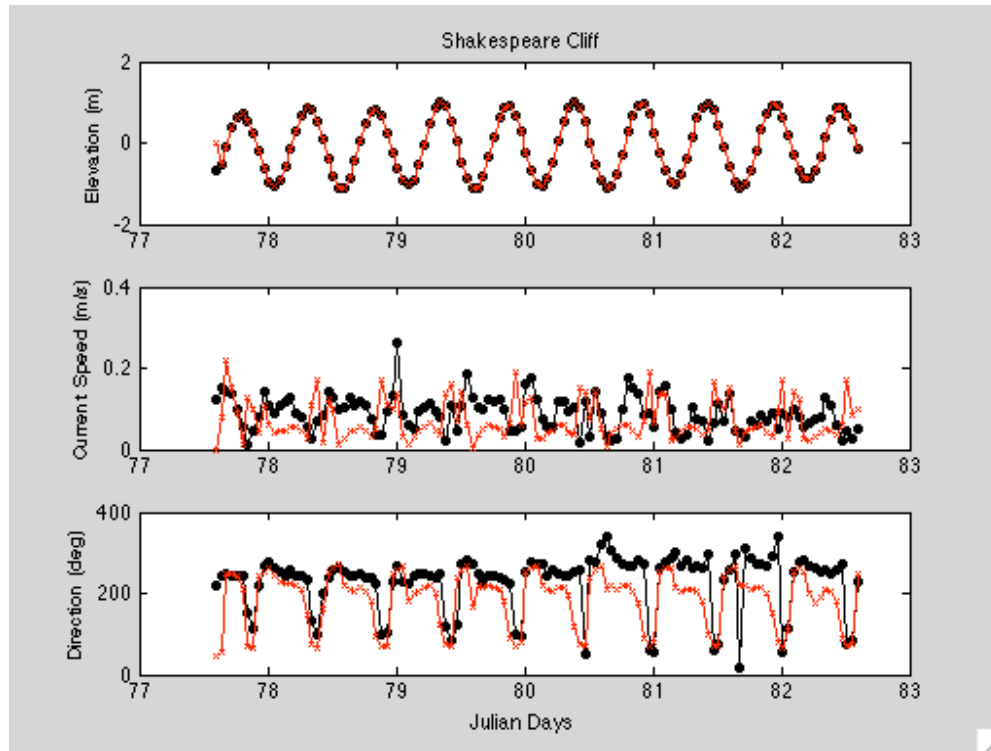 Shakespeare Cliff
2
0
-2
Elevation (m)
77 78 79 80 81 82 83
0.4
0.2
0
Current Speed (m/s)
77 78 79 80 81 82 83
400
200
0
Direction (deg)
77 78 79 80 81 82 83
Julian Days